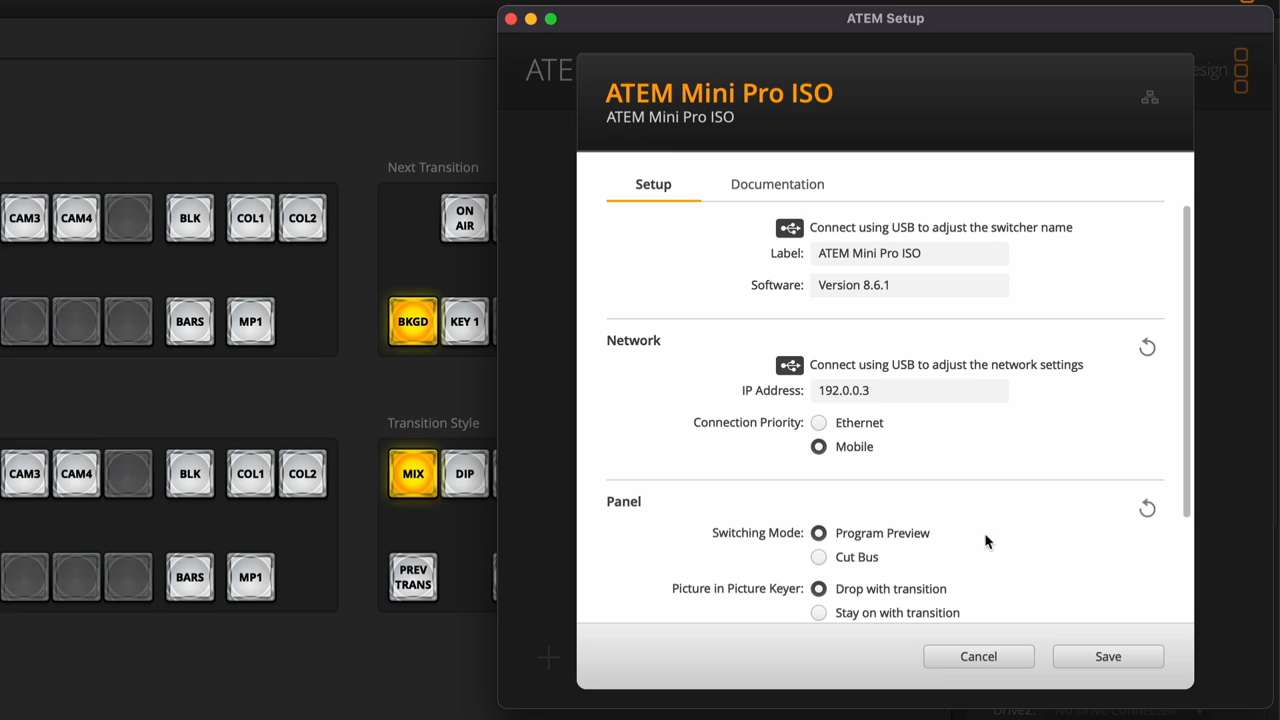 ATEM Setup
ATE
esign
ATEM Mini Pro ISO
ATEM Mini Pro ISO
Setup
Documentation
Connect using USB to adjust the switcher name
Label: ATEM Mini Pro ISO
Software: Version 8.6.1
Network
Connect using USB to adjust the network settings
IP Address: 192.0.0.3
Connection Priority: Ethernet
Mobile
Panel
Switching Mode: Program Preview
Cut Bus
Picture in Picture Keyer: Drop with transition
Stay on with transition
Cancel
Save
Next Transition
CAM3 CAM4 BLK COL1 COL2
ON
AIR
BARS MP1
BKGD KEY 1
Transition Style
CAM3 CAM4 BLK COL1 COL2
MIX DIP
BARS MP1
PREV
TRANS
Drive2: No Drive Connected